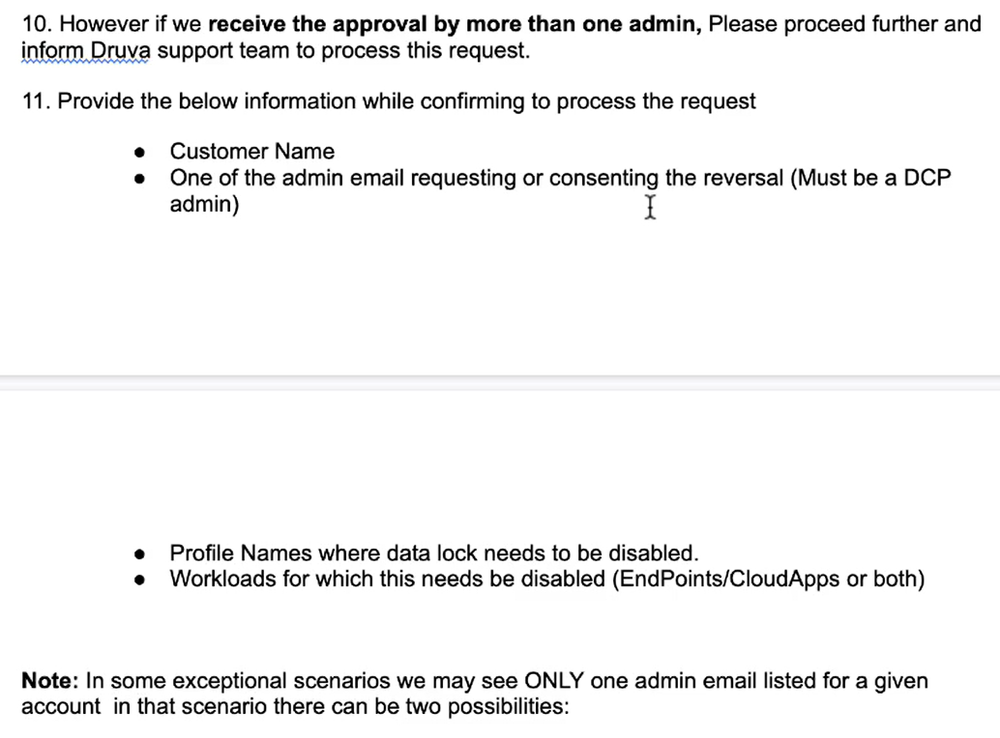 10. However if we receive the approval by more than one admin, Please proceed further and
inform Druva support team to process this request.
11. Provide the below information while confirming to process the request
● Customer Name
● One of the admin email requesting or consenting the reversal (Must be a DCP
admin)
● Profile Names where data lock needs to be disabled.
● Workloads for which this needs be disabled (EndPoints/CloudApps or both)
Note: In some exceptional scenarios we may see ONLY one admin email listed for a given
account  in that scenario there can be two possibilities: